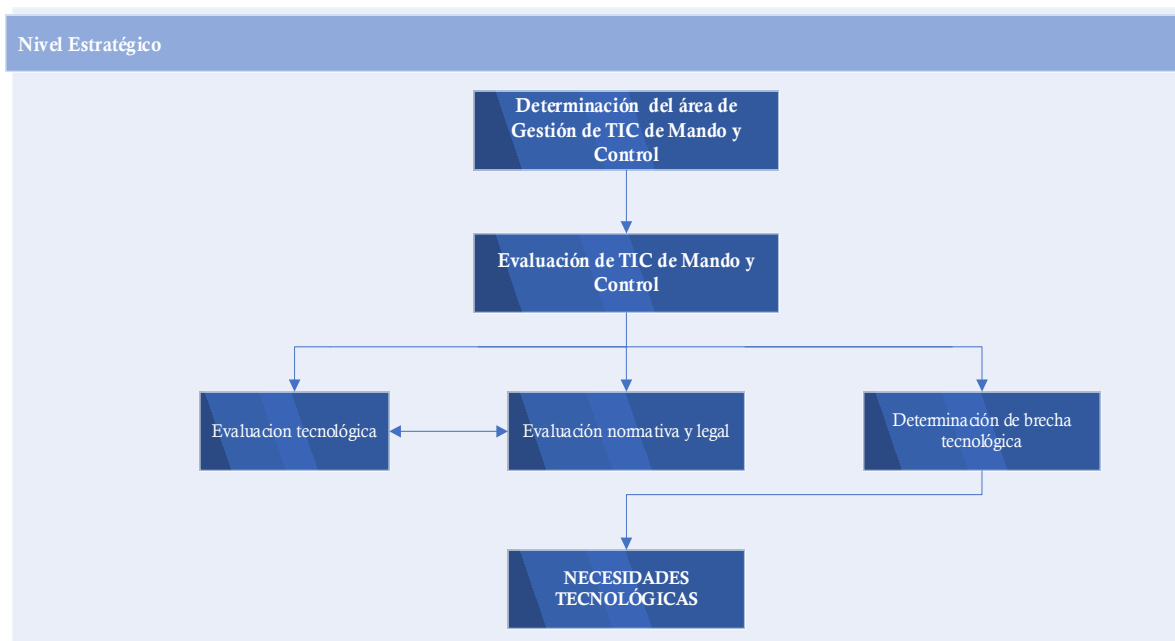 Nivel Estratégico
Determinación del área de
Gestión de TIC de Mando y
Control
Evaluación de TIC de Mando y
Control
Evaluacion tecnológica
Evaluación normativa y legal
Determinación de brecha
tecnológica
NECESIDADES
TECNOLÓGICAS